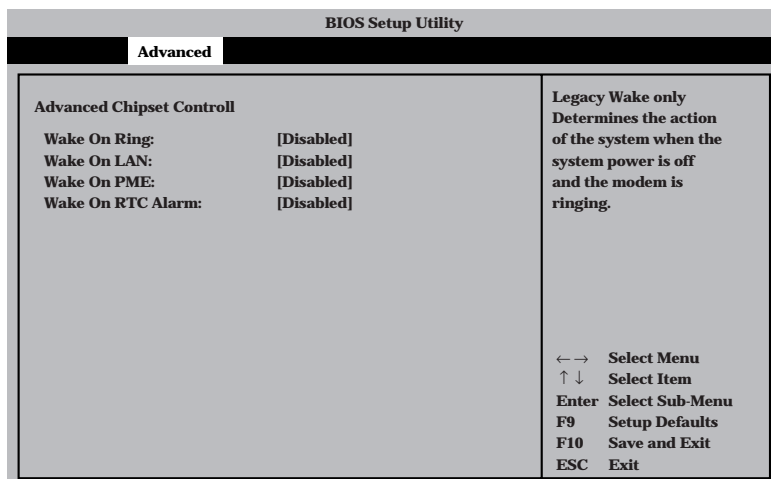 BIOS Setup Utility
Advanced
Advanced Chipset Controll
Wake On Ring: [Disabled]
Wake On LAN: [Disabled]
Wake On PME: [Disabled]
Wake On RTC Alarm: [Disabled]
Legacy Wake only
Determines the action
of the system when the
system power is off
and the modem is
ringing.
←→ Select Menu
↑↓ Select Item
Enter Select Sub-Menu
F9 Setup Defaults
F10 Save and Exit
ESC Exit